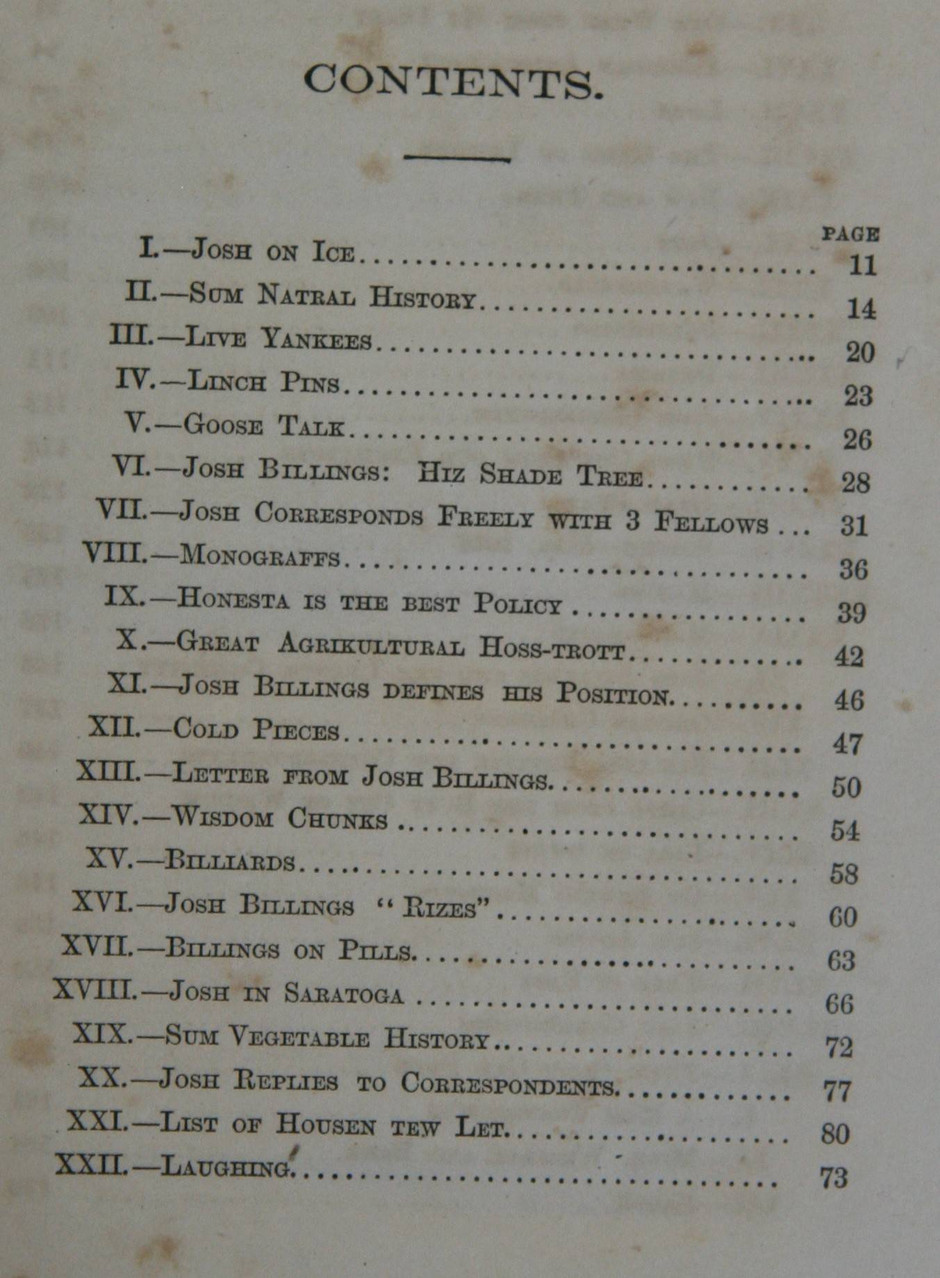 CONTENTS.
PAGE
I.—Josh on Ice........................................ 11
II.—Sum Natral History............................. 14
III.—Live Yankees...................................... 20
IV.—Linch Pins......................................... 23
V.—Goose Talk......................................... 26
VI.—Josh Billings: Hiz Shade Tree............ 28
VII.—Josh Corresponds Freely with 3 Fellows ... 31
VIII.—Monograffs......................................... 36
IX.—Honesta is the best Policy .................. 39
X.—Great Agrikultural Hoss-trott............. 42
XI.—Josh Billings defines his Position.......... 46
XII.—Cold Pieces........................................ 47
XIII.—Letter from Josh Billings..................... 50
XIV.—Wisdom Chunks .................................. 54
XV.—Billiards........................................... 58
XVI.—Josh Billings "Rizes".......................... 60
XVII.—Billings on Pills................................. 63
XVIII.—Josh in Saratoga ................................ 66
XIX.—Sum Vegetable History......................... 72
XX.—Josh Replies to Correspondents............. 77
XXI.—List of Housen tew Let........................ 80
XXII.—Laughing.......................................... 73